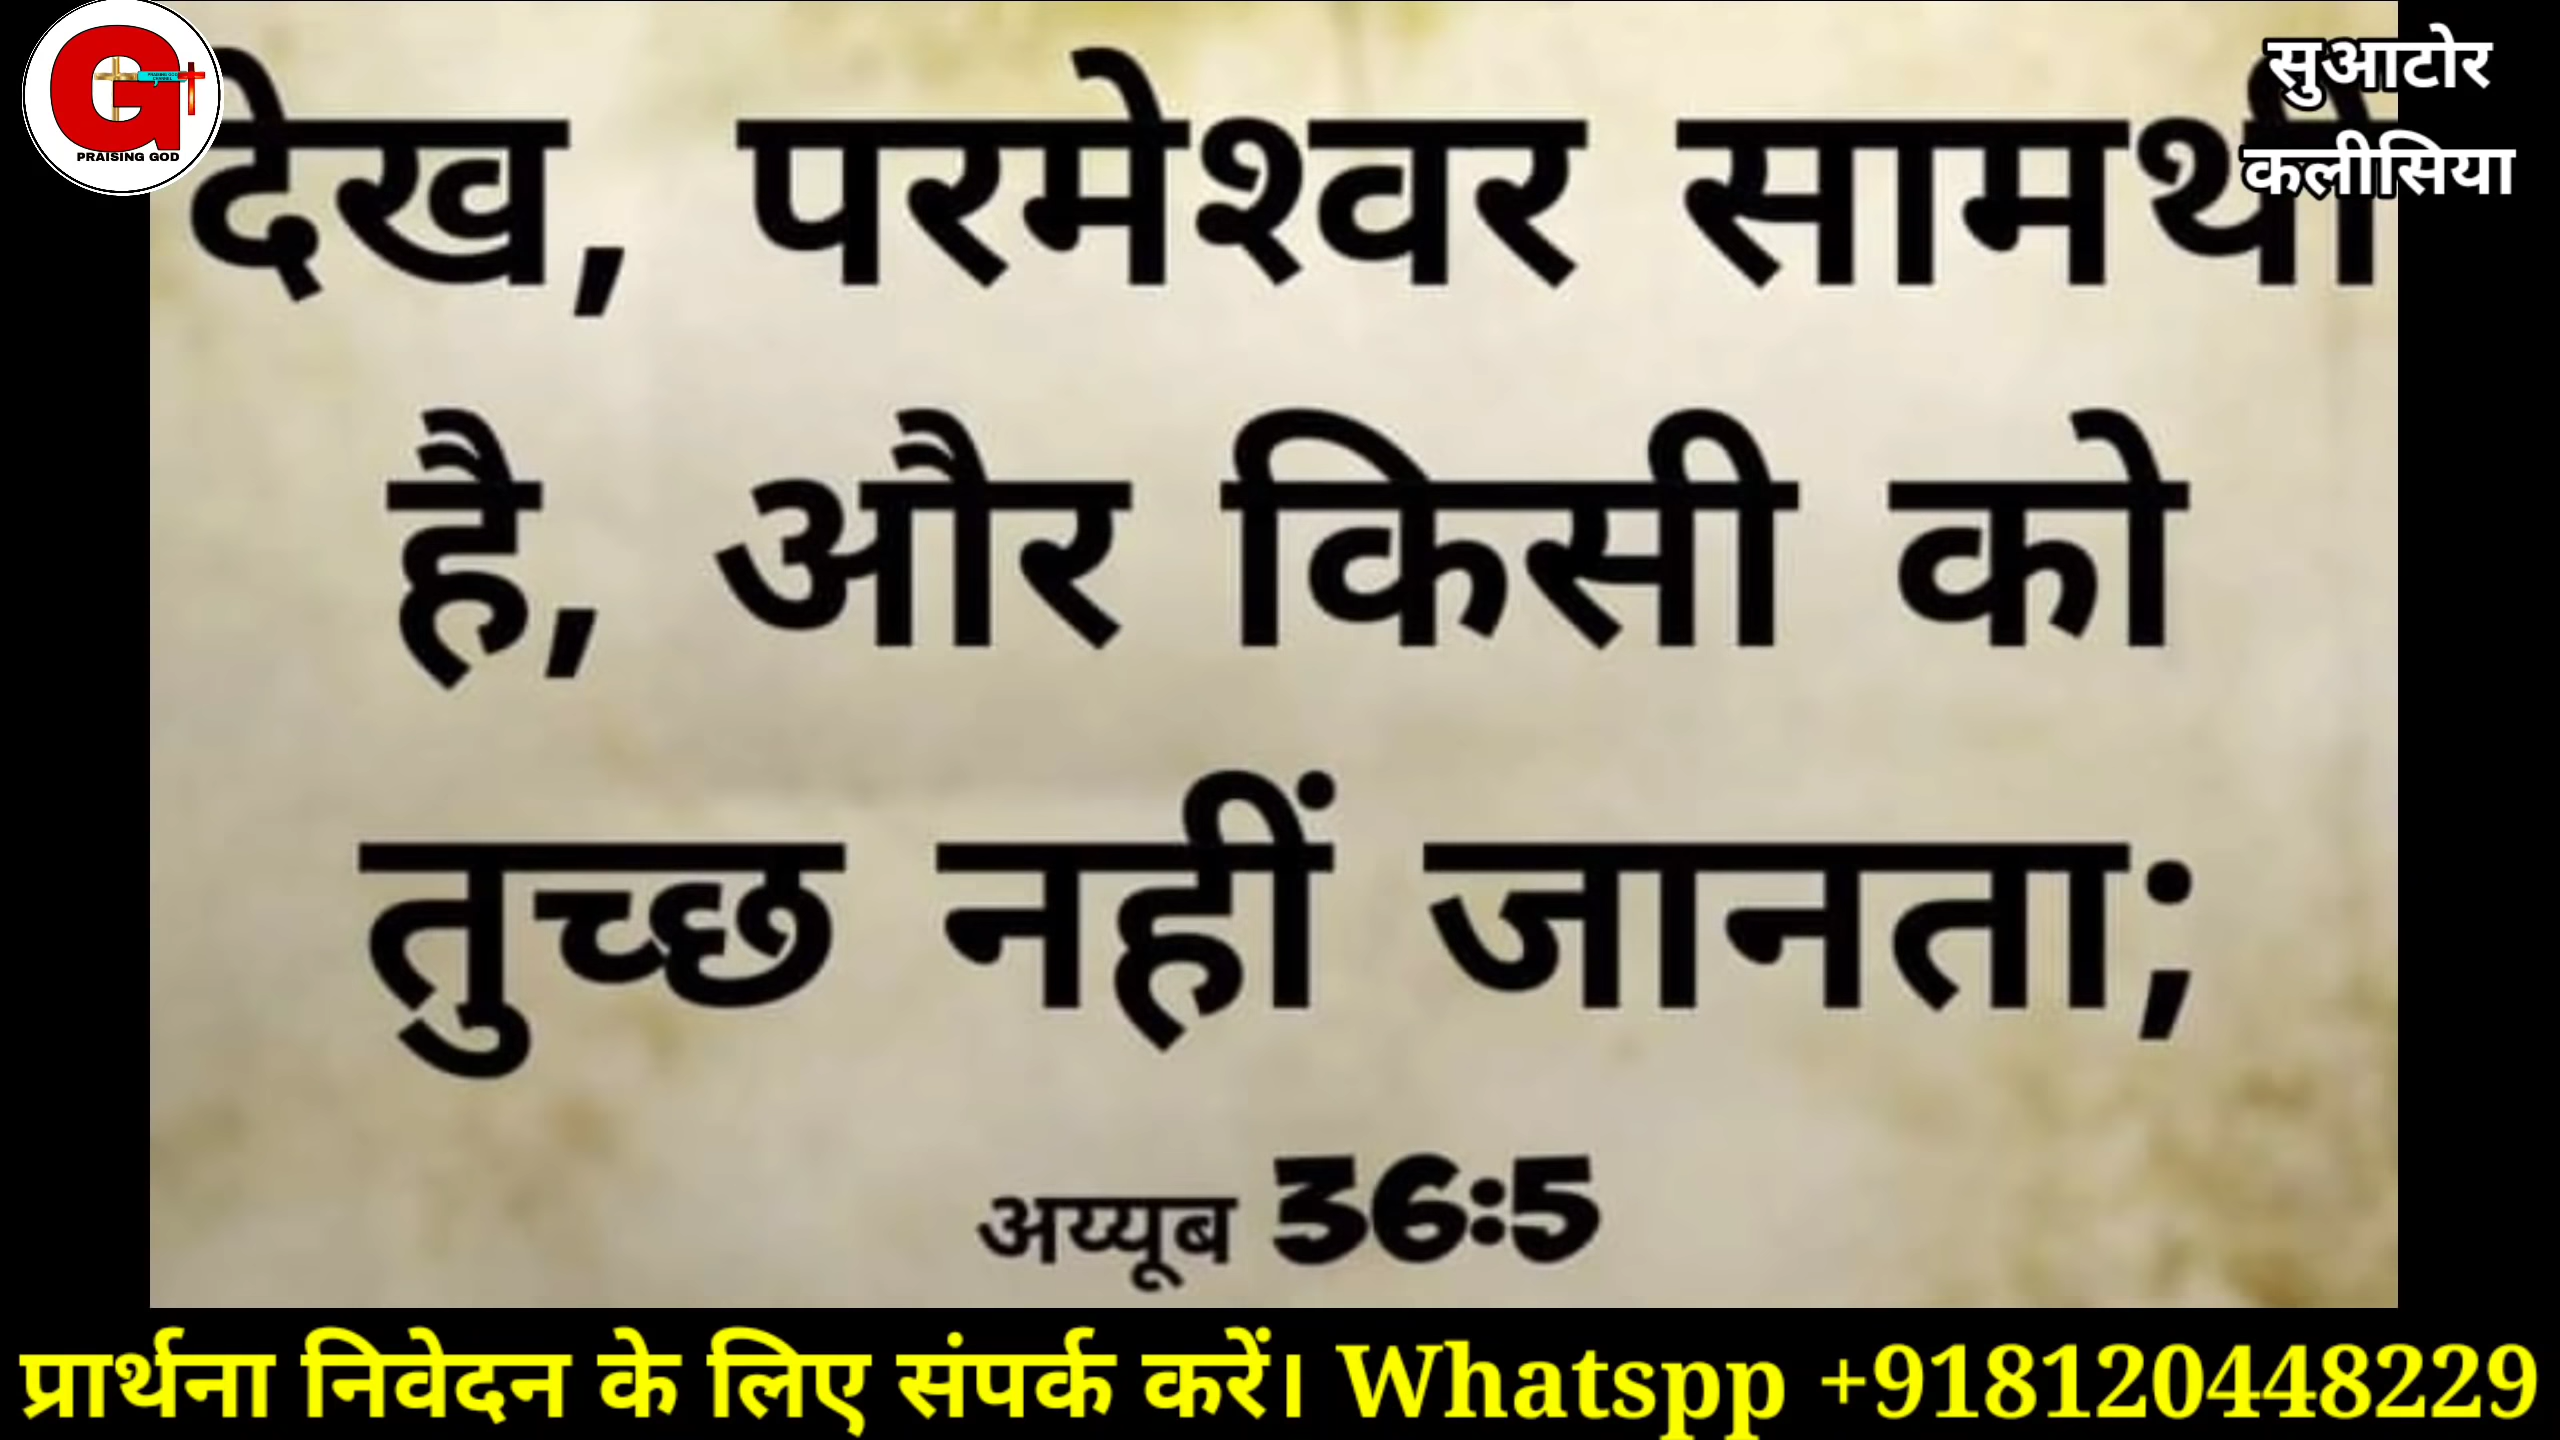 PRAISING GOD
सुआटोर
कलीसिया
देख, परमेश्वर सामर्थी
है, और किसी को
तुच्छ नहीं जानता;
अय्यूब 36:5
प्रार्थना निवेदन के लिए संपर्क करें। Whatspp +918120448229